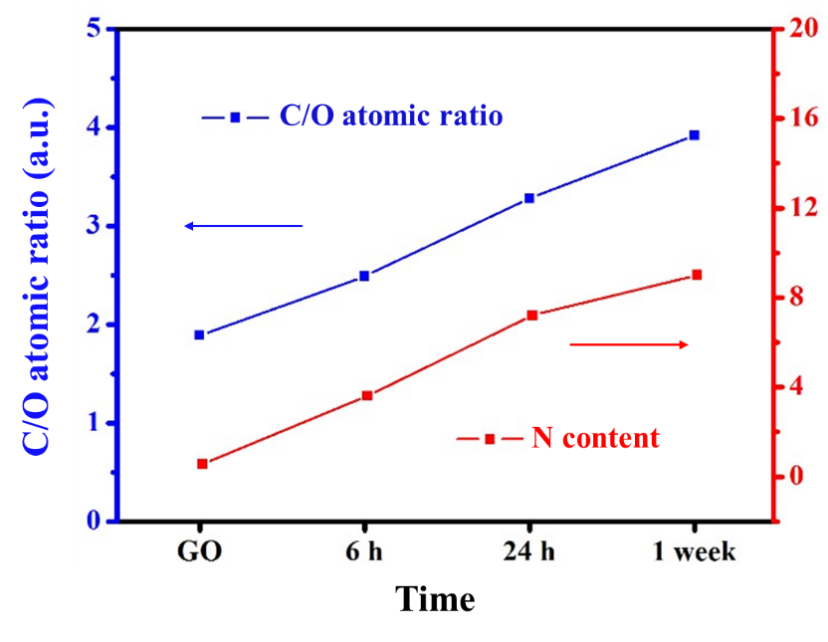 C/O atomic ratio (a.u.)
5
4
3
2
1
0
20
16
12
8
4
0
C/O atomic ratio
N content
GO 6 h 24 h 1 week
Time